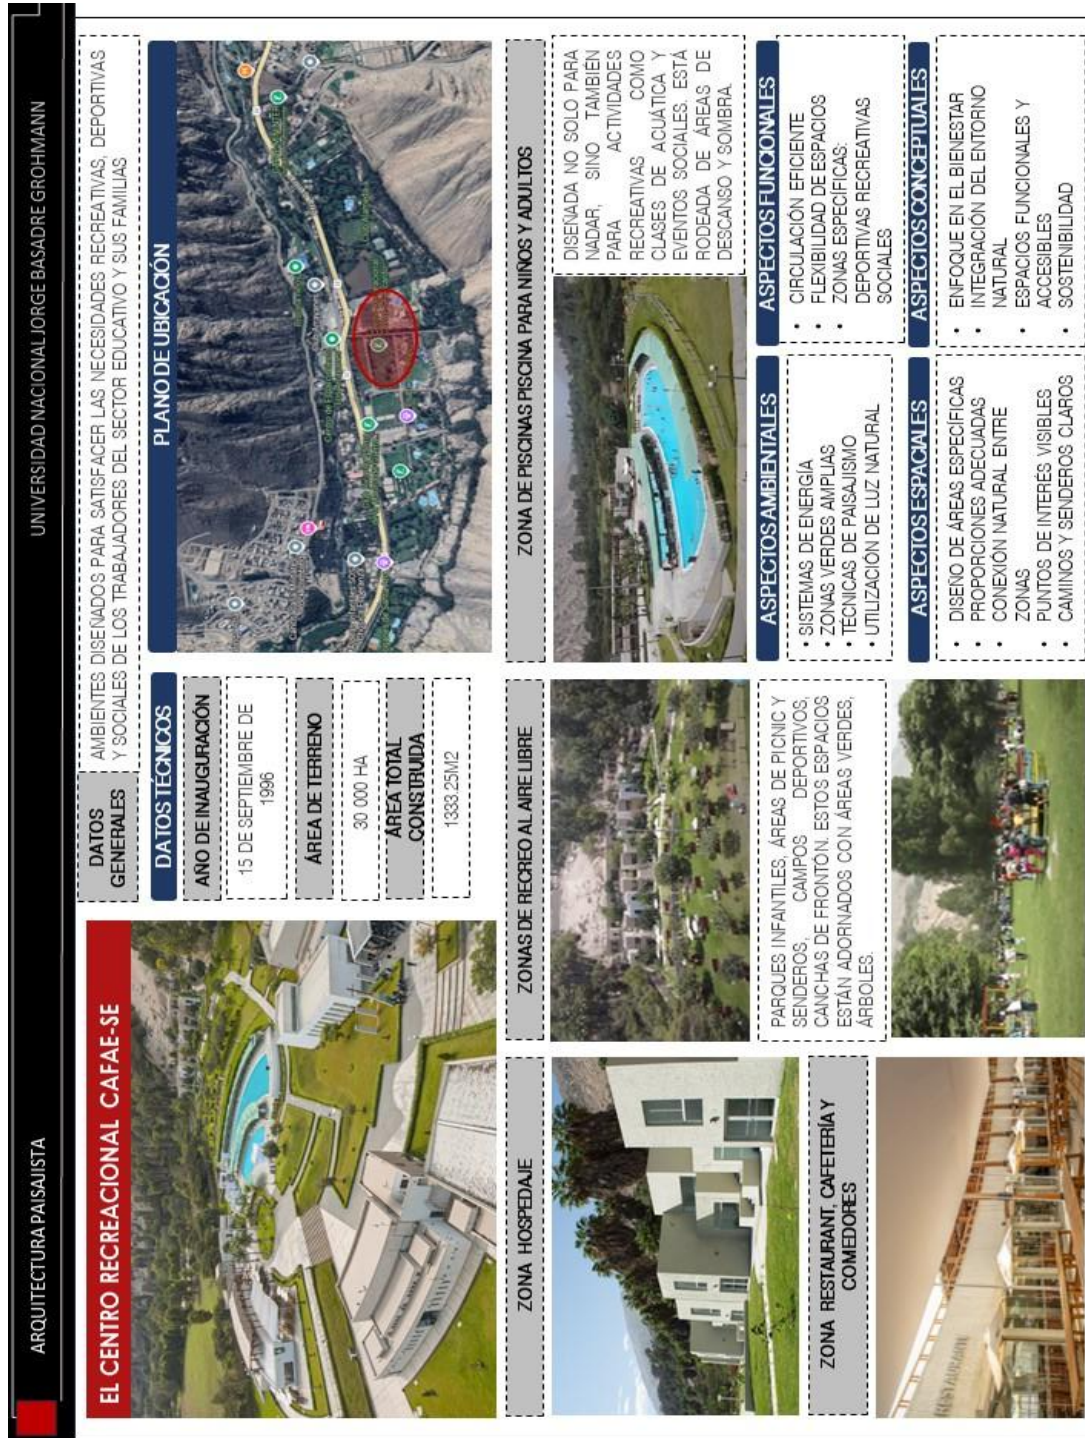 ARQUITECTURA PAISAJISTA
UNIVERSIDAD NACIONAL JORGE BASADRE GROHMANN
EL CENTRO RECREACIONAL CAFAE-SE
DATOS
GENERALES
AMBIENTES DISEÑADOS PARA SATISFACER LAS NECESIDADES RECREATIVAS, DEPORTIVAS
Y SOCIALES DE LOS TRABAJADORES DEL SECTOR EDUCATIVO Y SUS FAMILIAS
DATOS TÉCNICOS
AÑO DE INAUGURACIÓN
15 DE SEPTIEMBRE DE
1996
ÁREA DE TERRENO
30 000 HA
ÁREA TOTAL
CONSTRUIDA
1333.25M2
PLANO DE UBICACIÓN
ZONA HOSPEDAJE
ZONA RESTAURANT, CAFETERÍA Y
COMEDORES
RESTAURANT
ZONAS DE RECREO AL AIRE LIBRE
PARQUES INFANTILES, ÁREAS DE PICNIC Y
SENDEROS, CAMPOS DEPORTIVOS,
CANCHAS DE FRONTÓN. ESTOS ESPACIOS
ESTÁN ADORNADOS CON ÁREAS VERDES,
ÁRBOLES.
ZONA DE PISCINAS PISCINA PARA NIÑOS Y ADULTOS
DISEÑADA NO SOLO PARA
NADAR, SINO TAMBIÉN
PARA ACTIVIDADES
RECREATIVAS COMO
CLASES DE ACUÁTICA Y
EVENTOS SOCIALES. ESTÁ
RODEADA DE ÁREAS DE
DESCANSO Y SOMBRA.
ASPECTOS AMBIENTALES
• SISTEMAS DE ENERGÍA
• ZONAS VERDES AMPLIAS
• TÉCNICAS DE PAISAJISMO
• UTILIZACIÓN DE LUZ NATURAL
ASPECTOS FUNCIONALES
• CIRCULACIÓN EFICIENTE
• FLEXIBILIDAD DE ESPACIOS
• ZONAS ESPECÍFICAS:
DEPORTIVAS RECREATIVAS
SOCIALES
ASPECTOS ESPACIALES
• DISEÑO DE ÁREAS ESPECÍFICAS
• PROPORCIONES ADECUADAS
• CONEXIÓN NATURAL ENTRE
ZONAS
• PUNTOS DE INTERÉS VISIBLES
• CAMINOS Y SENDEROS CLAROS
ASPECTOS CONCEPTUALES
• ENFOQUE EN EL BIENESTAR
• INTEGRACIÓN DEL ENTORNO
NATURAL
• ESPACIOS FUNCIONALES Y
ACCESIBLES
• SOSTENIBILIDAD